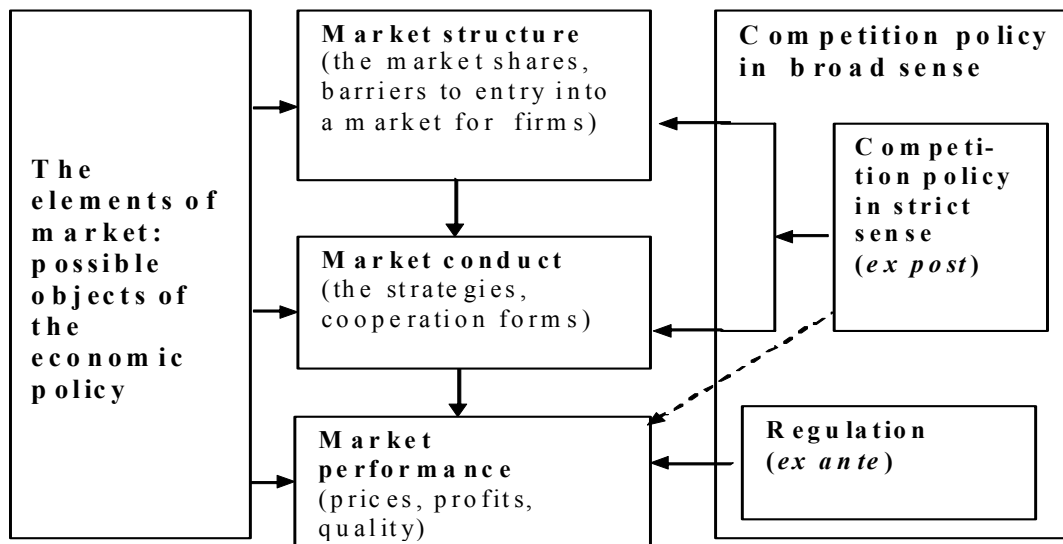 The
elements of
market:
possible
objects of
the
economic
policy
Market structure
(the market shares,
barriers to entry into
a market for firms)
Market conduct
(the strategies,
cooperation forms)
Market
performance
(prices, profits,
quality)
Competition policy
in broad sense
Competi-
tion policy
in strict
sense
(ex post)
Regulation
(ex ante)